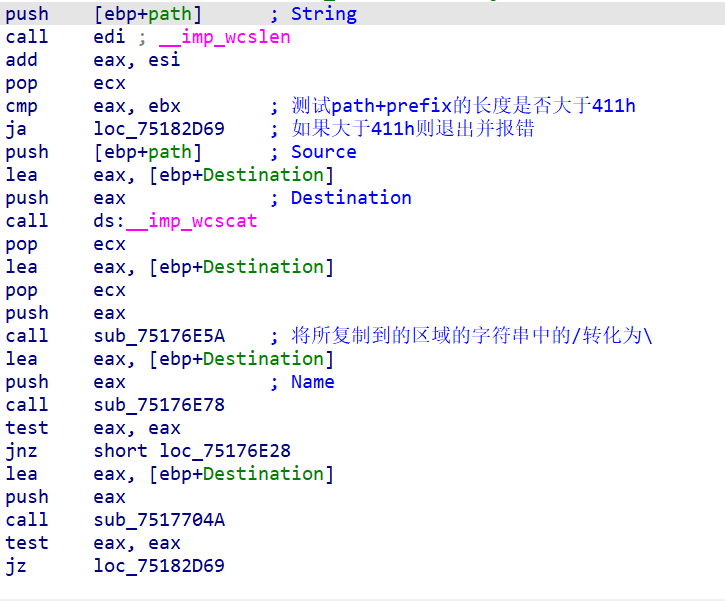 push [ebp+path] ; String
call edi ; __imp_wcslen
add eax, esi
pop ecx
cmp eax, ebx ; 测试path+prefix的长度是否大于411h
ja loc_75182D69 ; 如果大于411h则退出并报错
push [ebp+path] ; Source
lea eax, [ebp+Destination]
push eax ; Destination
call ds:__imp_wcscat
pop ecx
lea eax, [ebp+Destination]
pop ecx
push eax
call sub_75176E5A ; 将所复制到的区域的字符串中的/转化为\
lea eax, [ebp+Destination]
push eax ; Name
call sub_75176E78
test eax, eax
jnz short loc_75176E28
lea eax, [ebp+Destination]
push eax
call sub_7517704A
test eax, eax
jz loc_75182D69